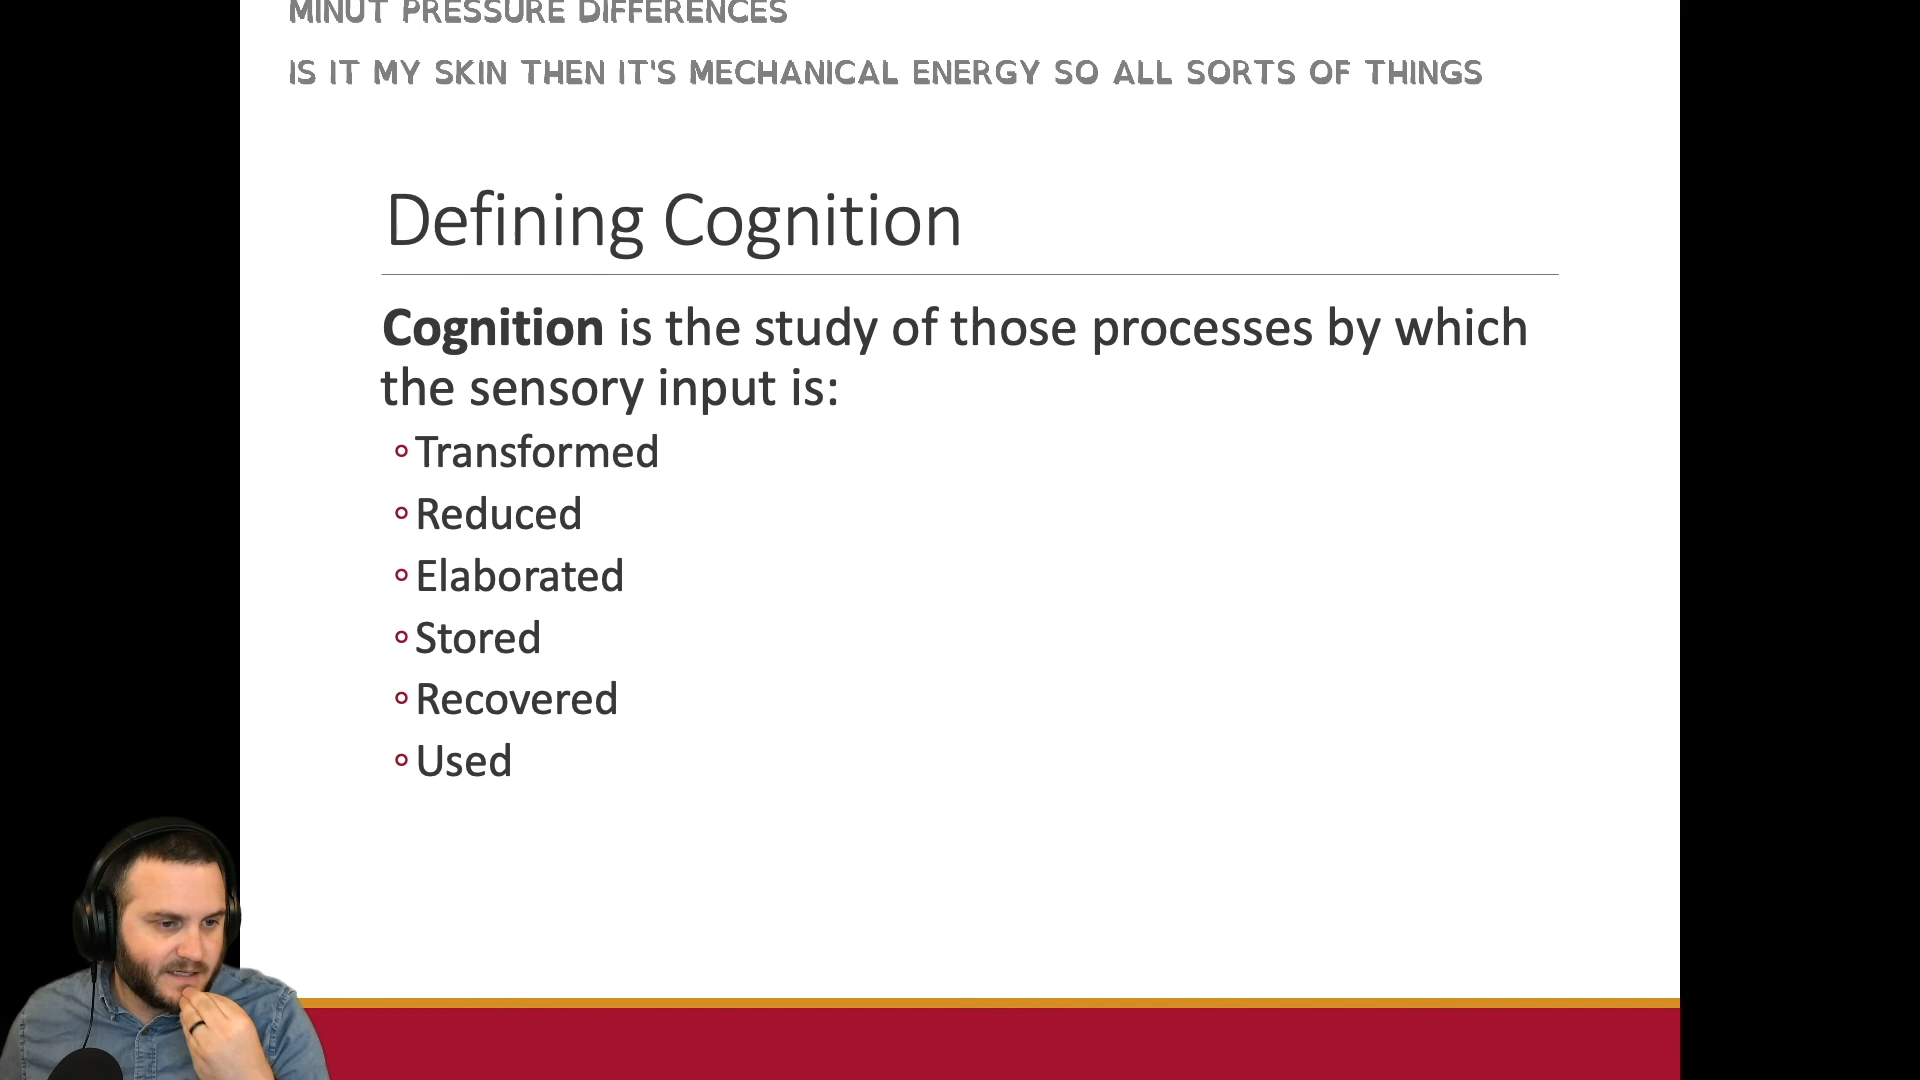 MINUT PRESSURE DIFFERENCES
IS IT MY SKIN THEN IT'S MECHANICAL ENERGY SO ALL SORTS OF THINGS
Defining Cognition
Cognition is the study of those processes by which
the sensory input is:
◦Transformed
◦Reduced
◦Elaborated
◦Stored
◦Recovered
◦Used